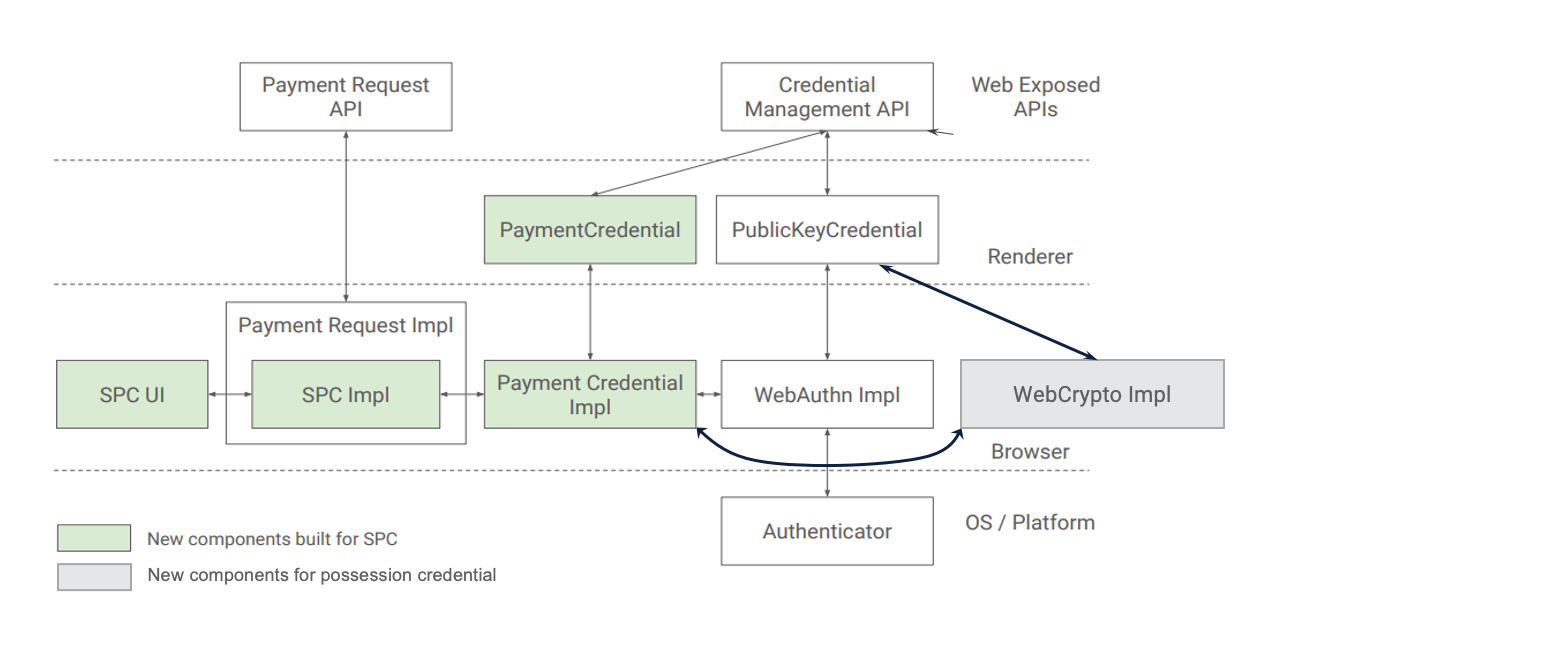 Payment Request
API
Credential
Management API
Web Exposed
APIs
PaymentCredential
PublicKeyCredential
Renderer
Payment Request Impl
SPC UI
SPC Impl
Payment Credential
Impl
WebAuthn Impl
WebCrypto Impl
Browser
Authenticator
OS / Platform
New components built for SPC
New components for possession credential